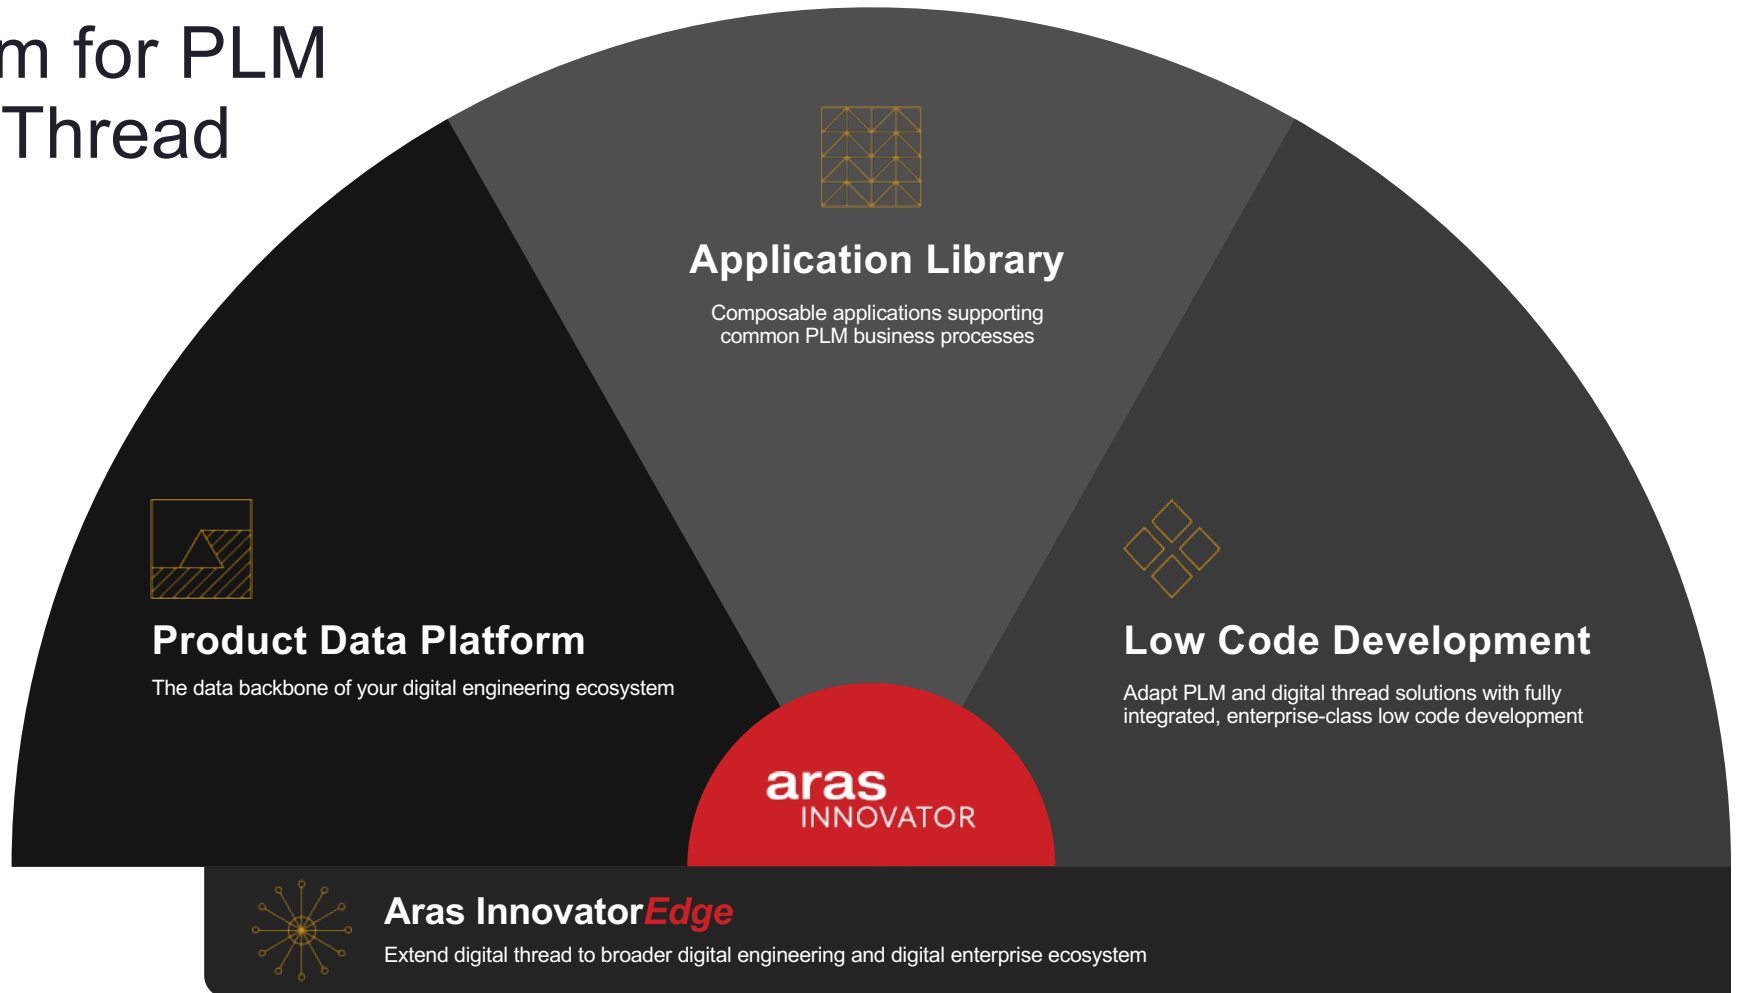 m for PLM
Thread
Application Library
Composable applications supporting
common PLM business processes
Product Data Platform
The data backbone of your digital engineering ecosystem
Low Code Development
Adapt PLM and digital thread solutions with fully
integrated, enterprise-class low code development
aras
INNOVATOR
Aras InnovatorEdge
Extend digital thread to broader digital engineering and digital enterprise ecosystem